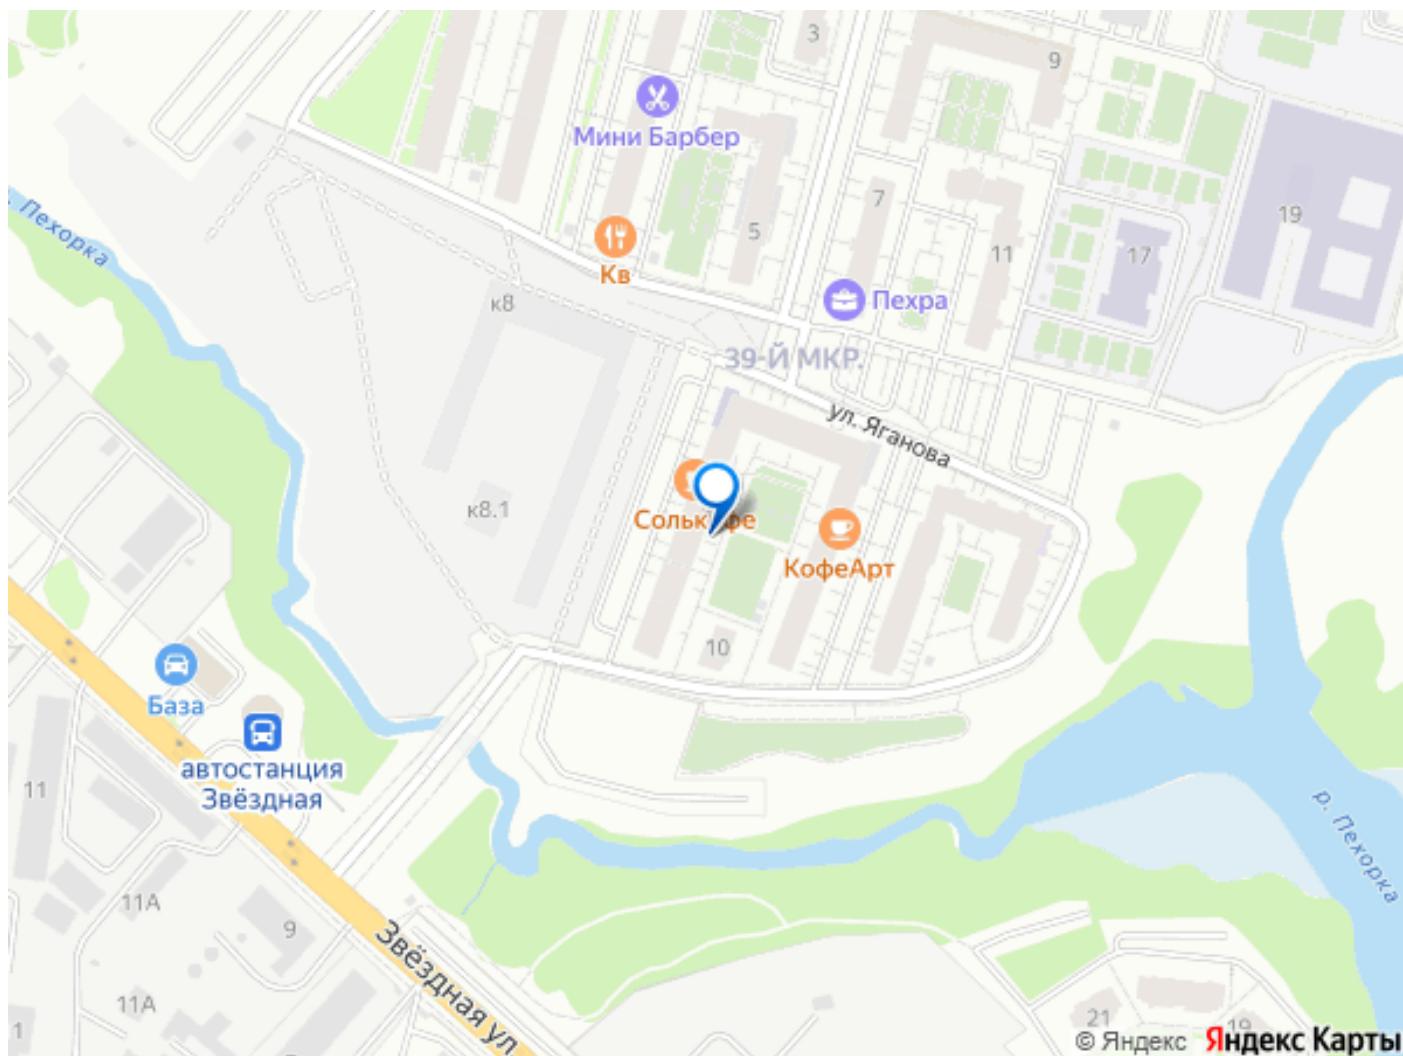 3
9
Мини Барбер
р. Пехорка
5
7
11
17
19
Кв
Пехра
к8
39-Й МКР.
ул. Яганова
к8.1
КофеАрт
10
База
автостанция
Звёздная
11
р. Пехорка
11А
9
Звёздная ул
11А
1
21
19
© Яндекс Яндекс Карты